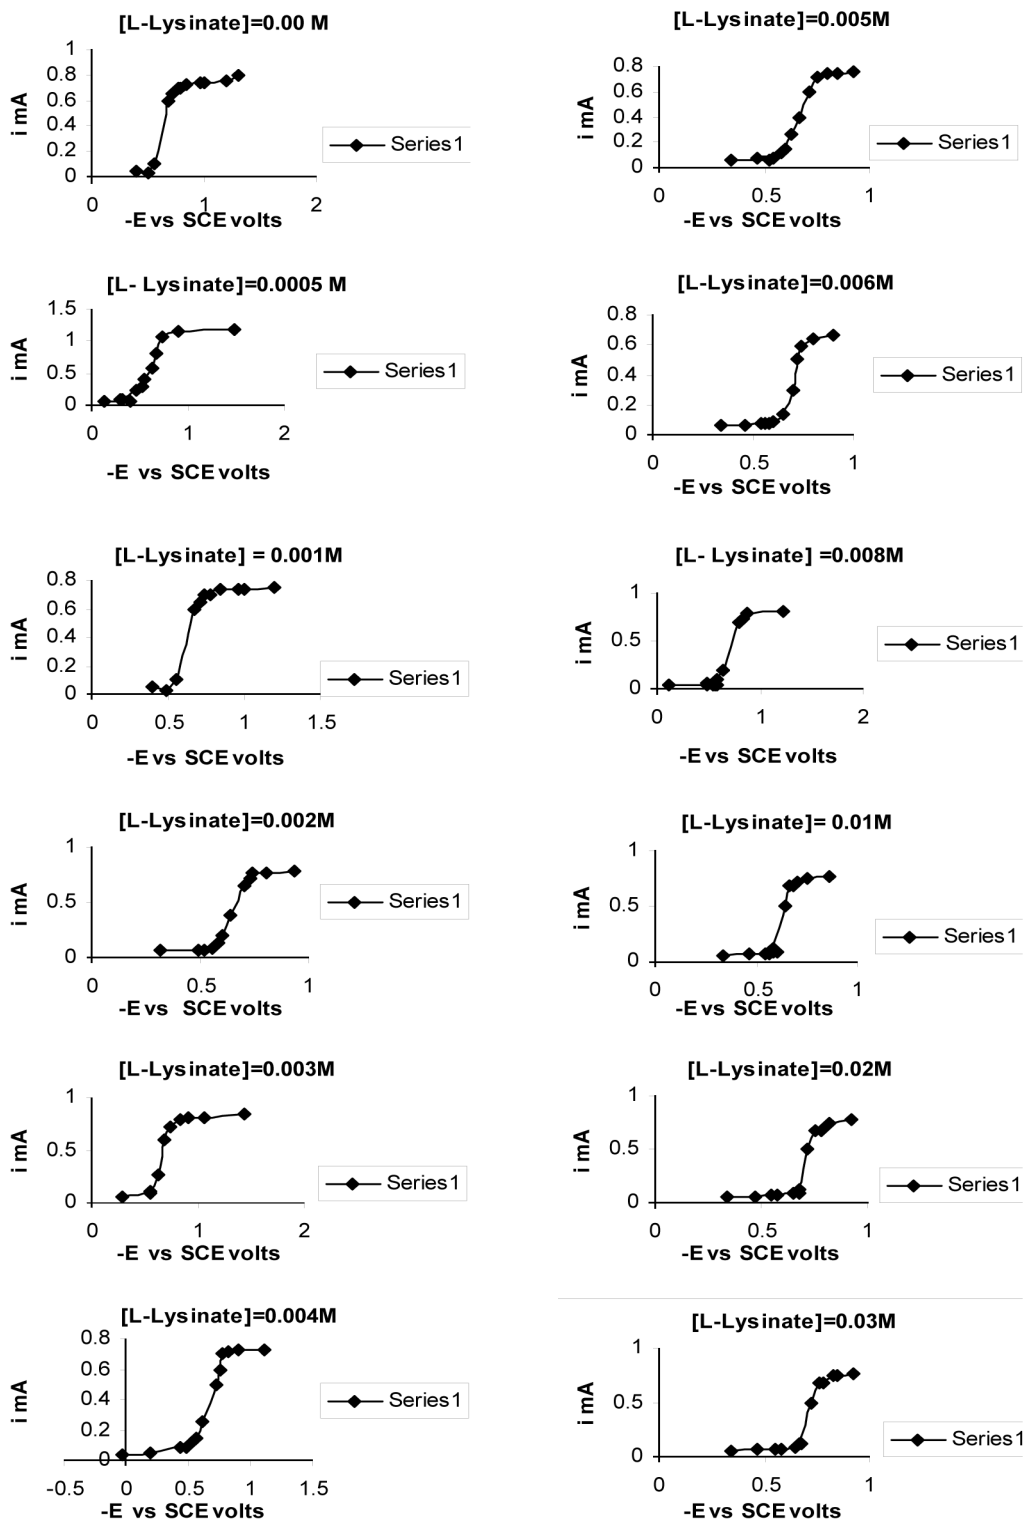 [L-Lysinate]=0.00 M
1
0.8
0.6
0.4
0.2
0
i mA
Series1
0 1 2
-E vs SCE volts
[L-Lysinate]=0.005M
0.8
0.6
0.4
0.2
0
i mA
Series1
0 0.5 1
-E vs SCE volts
[L- Lysinate]=0.0005 M
1.5
1
0.5
0
i mA
Series1
0 1 2
-E vs SCE volts
[L-Lysinate]=0.006M
0.8
0.6
0.4
0.2
0
i mA
Series1
0 0.5 1
-E vs SCE volts
[L-Lysinate] = 0.001M
0.8
0.6
0.4
0.2
0
i mA
Series1
0 0.5 1 1.5
-E vs SCE volts
[L- Lysinate] =0.008M
1
0.5
0
i mA
Series1
0 1 2
-E vs SCE volts
[L-Lysinate]=0.002M
1
0.5
0
i mA
Series1
0 0.5 1
-E vs SCE volts
[L-Lysinate]= 0.01M
1
0.5
0
i mA
Series1
0 0.5 1
-E vs SCE volts
[L-Lysinate]=0.003M
1
0.5
0
i mA
Series1
0 1 2
-E vs SCE volts
[L-Lysinate]=0.02M
1
0.5
0
i mA
Series1
0 0.5 1
-E vs SCE volts
[L-Lysinate]=0.004M
0.8
0.6
0.4
0.2
0
i mA
Series1
-0.5 0 0.5 1 1.5
-E vs SCE volts
[L-Lysinate]=0.03M
1
0.5
0
i mA
Series1
0 0.5 1
-E vs SCE volts